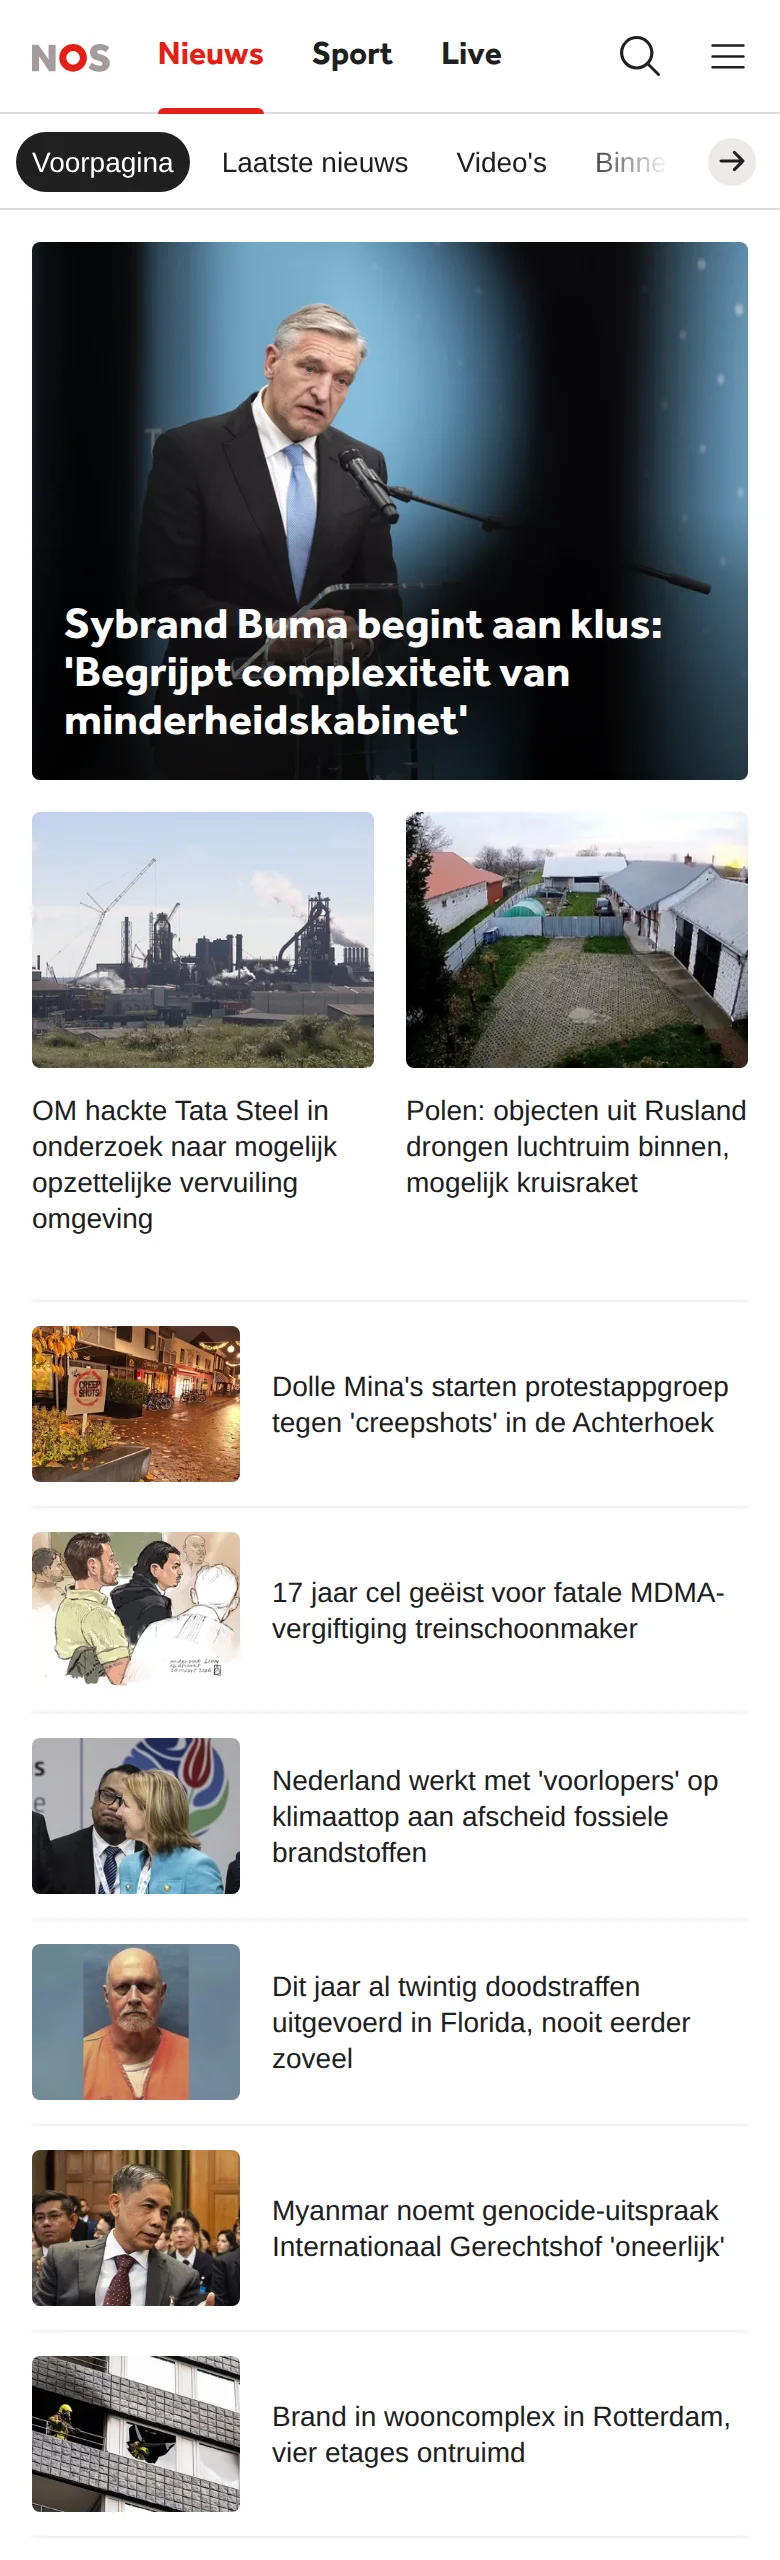 NOS
Nieuws
Sport
Live
Voorpagina
Laatste nieuws
Video's
Binne
Sybrand Buma begint aan klus:
'Begrijpt complexiteit van
minderheidskabinet'
OM hackte Tata Steel in
onderzoek naar mogelijk
opzettelijke vervuiling
omgeving
Polen: objecten uit Rusland
drongen luchtruim binnen,
mogelijk kruisraket
CREEP
SHOTS
Dolle Mina's starten protestappgroep
tegen 'creepshots' in de Achterhoek
17 jaar cel geëist voor fatale MDMA-
vergiftiging treinschoonmaker
s
e
Nederland werkt met 'voorlopers' op
klimaattop aan afscheid fossiele
brandstoffen
Dit jaar al twintig doodstraffen
uitgevoerd in Florida, nooit eerder
zoveel
Myanmar noemt genocide-uitspraak
Internationaal Gerechtshof 'oneerlijk'
Brand in wooncomplex in Rotterdam,
vier etages ontruimd